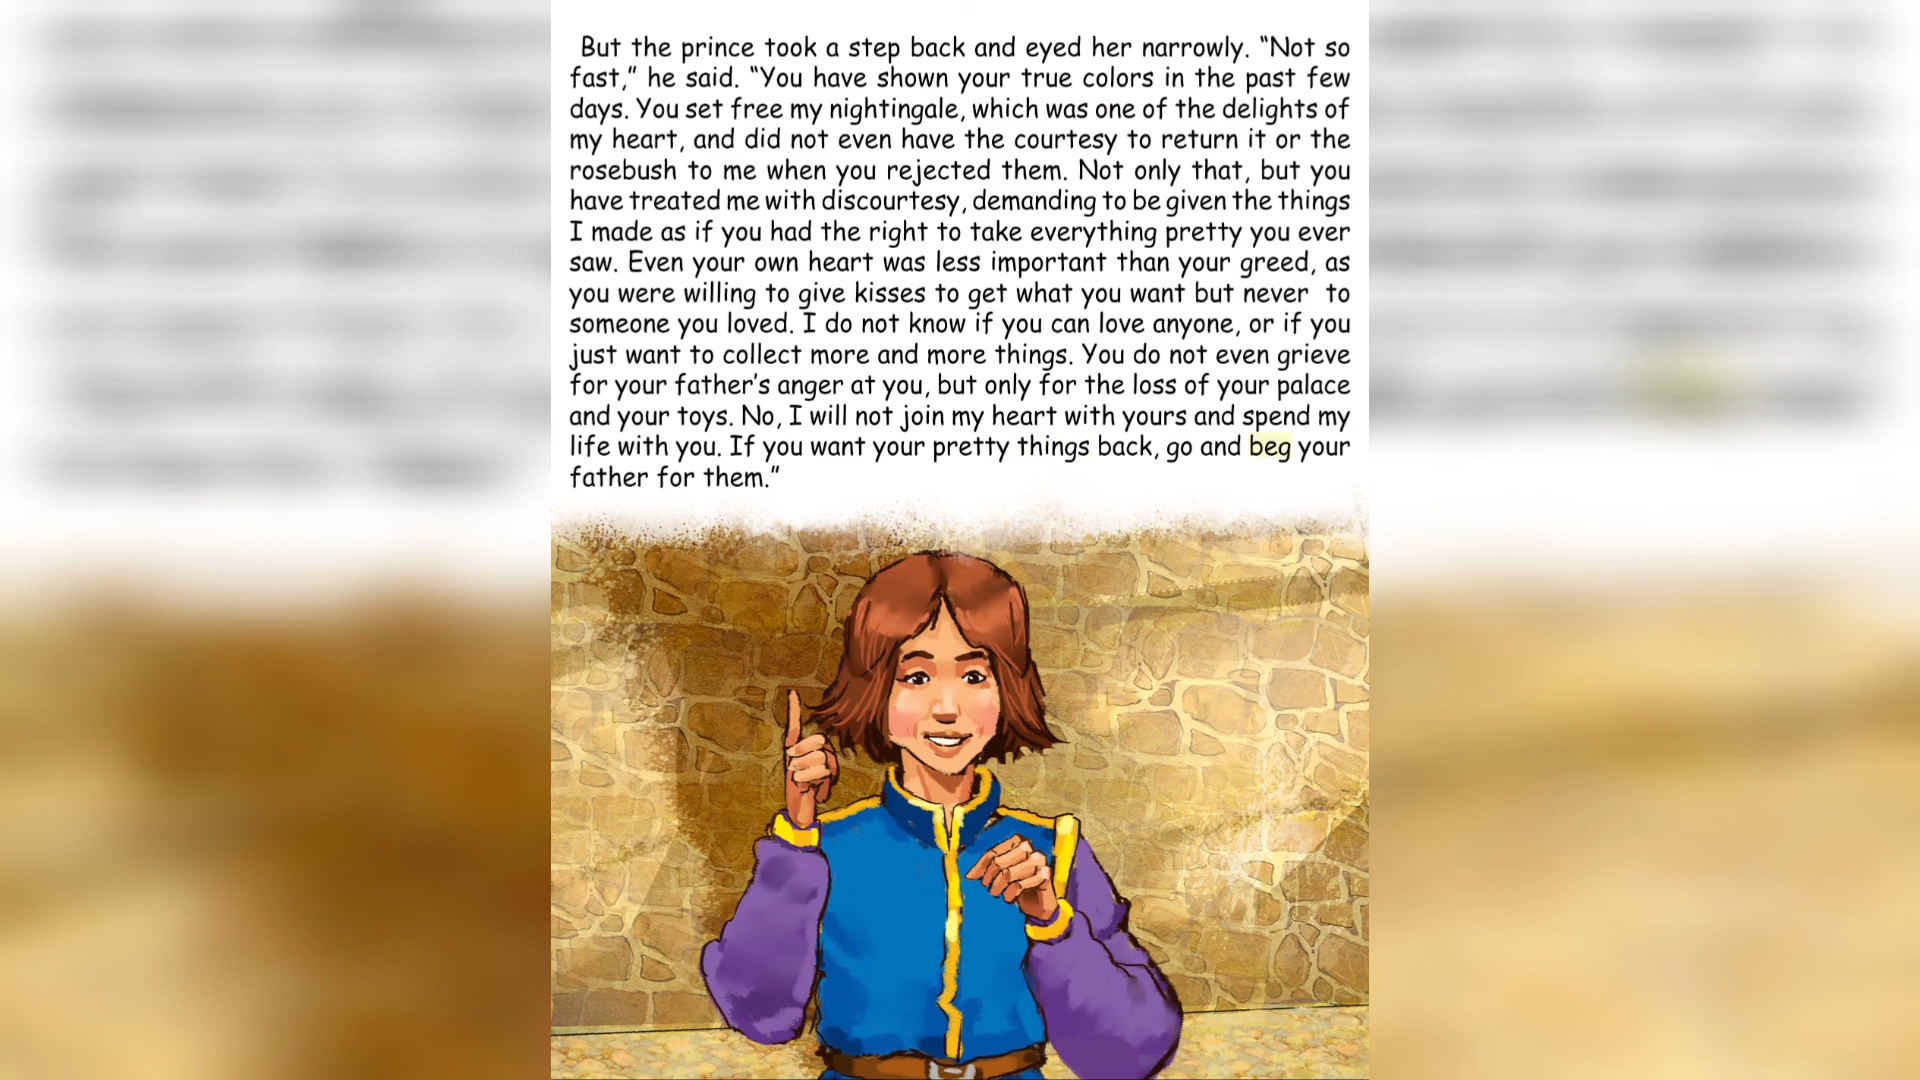 But the prince took a step back and eyed her narrowly. “Not so
fast,” he said. “You have shown your true colors in the past few
days. You set free my nightingale, which was one of the delights of
my heart, and did not even have the courtesy to return it or the
rosebush to me when you rejected them. Not only that, but you
have treated me with discourtesy, demanding to be given the things
I made as if you had the right to take everything pretty you ever
saw. Even your own heart was less important than your greed, as
you were willing to give kisses to get what you want but never to
someone you loved. I do not know if you can love anyone, or if you
just want to collect more and more things. You do not even grieve
for your father’s anger at you, but only for the loss of your palace
and your toys. No, I will not join my heart with yours and spend my
life with you. If you want your pretty things back, go and beg your
father for them.”